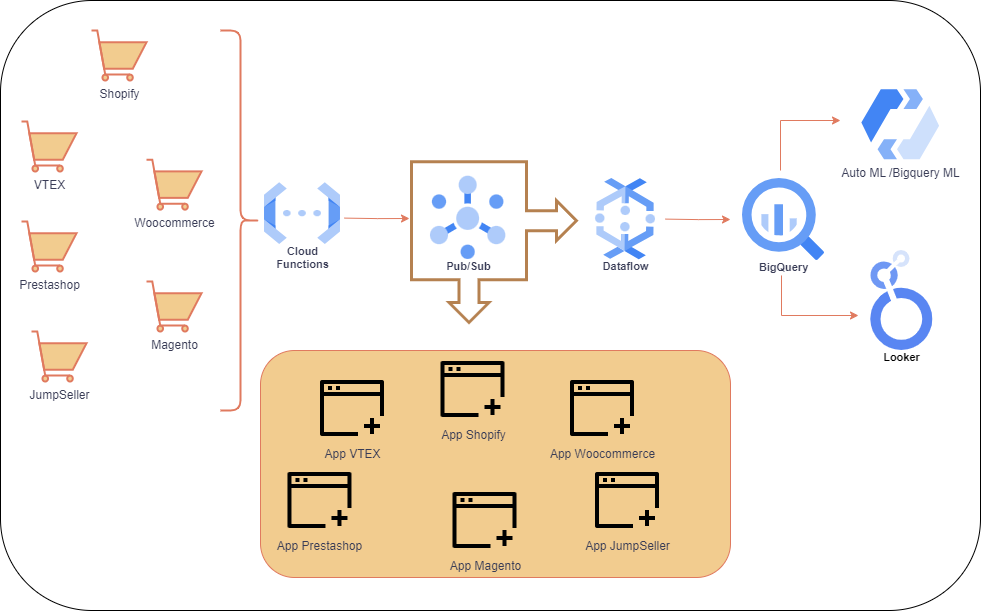 Shopify
VTEX
Woocommerce
Prestashop
Magento
JumpSeller
Cloud
Functions
Pub/Sub
Dataflow
BigQuery
Auto ML /Bigquery ML
Looker
App VTEX
App Shopify
App Woocommerce
App Prestashop
App Magento
App JumpSeller